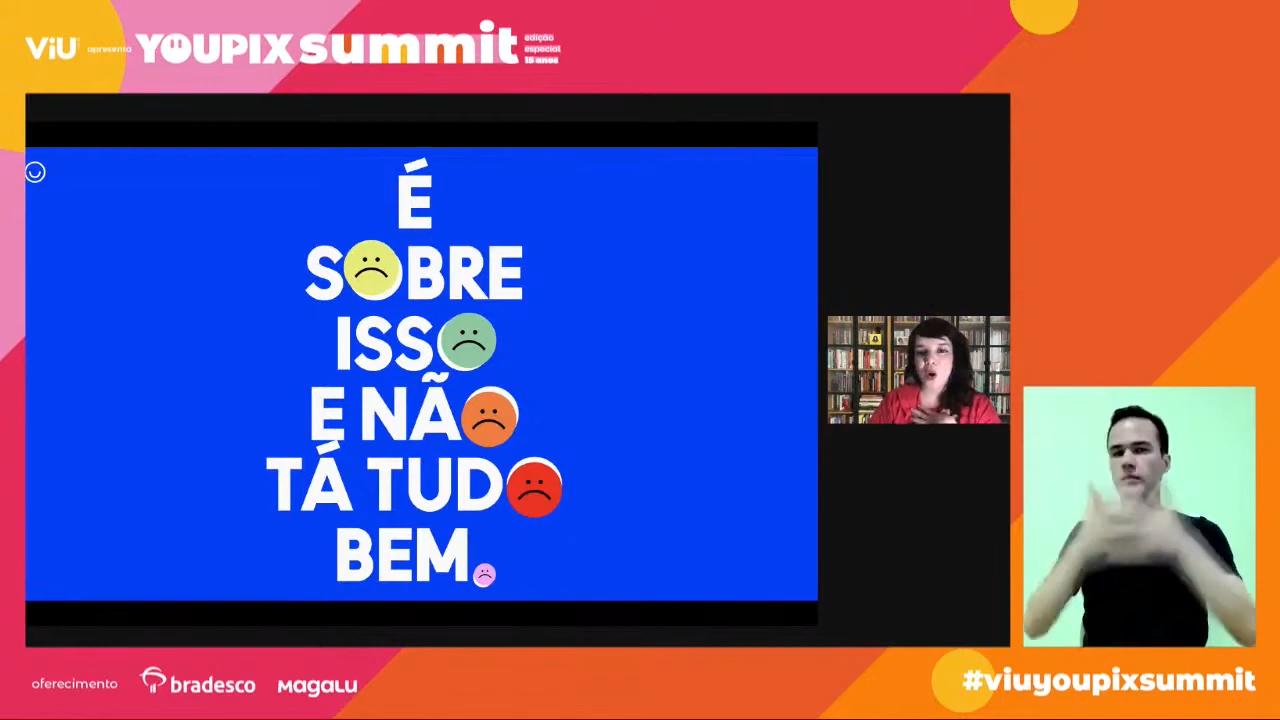 ViU apresenta YOUPIX summit edição especial 15 anos
É
SOBRE
ISSO
E NÃO
TÁ TUDO
BEM.
oferecimento bradesco MAGALU
#viuyoupixsummit